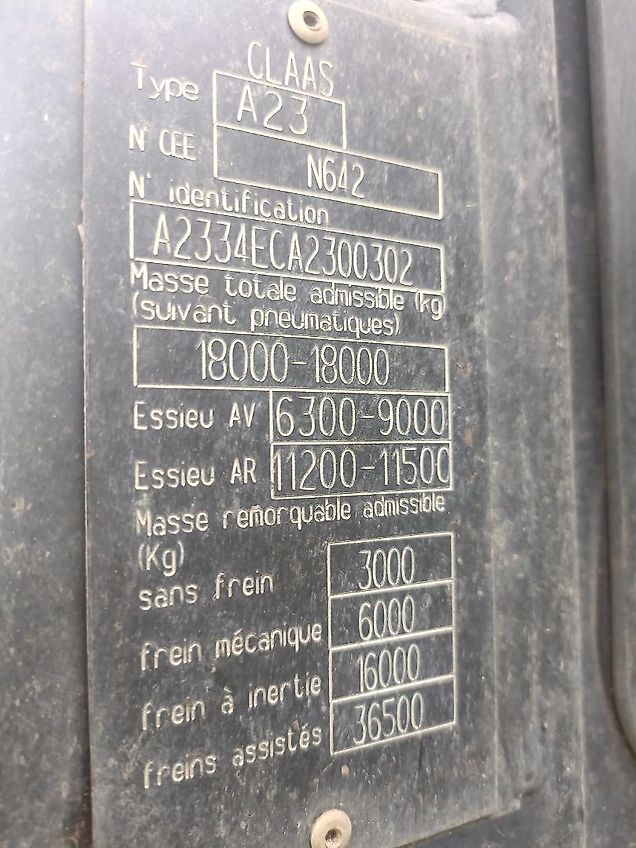 CLAAS
Type A23
N° CEE N642
N° identification
A2334ECA2300302
Masse totale admissible (kg)
(suivant pneumatiques)
18000-18000
Essieu AV 6300-9000
Essieu AR 11200-11500
Masse remorquable admissible
(Kg)
sans frein 3000
frein mécanique 6000
frein à inertie 16000
freins assistés 36500